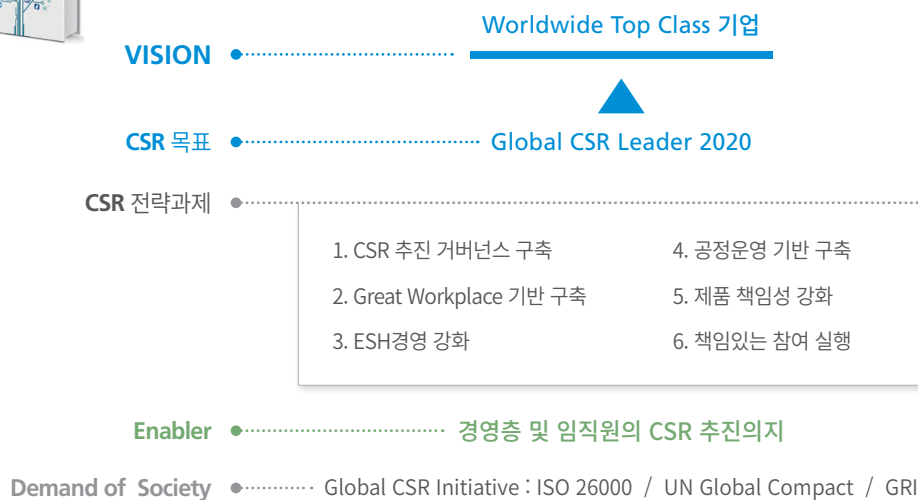 Worldwide Top Class 기업
VISION
CSR 목표
Global CSR Leader 2020
CSR 전략과제
1. CSR 추진 거버넌스 구축
4. 공정운영 기반 구축
2. Great Workplace 기반 구축
5. 제품 책임성 강화
3. ESH경영 강화
6. 책임있는 참여 실행
Enabler
경영층 및 임직원의 CSR 추진의지
Demand of Society
Global CSR Initiative : ISO 26000 / UN Global Compact / GRI